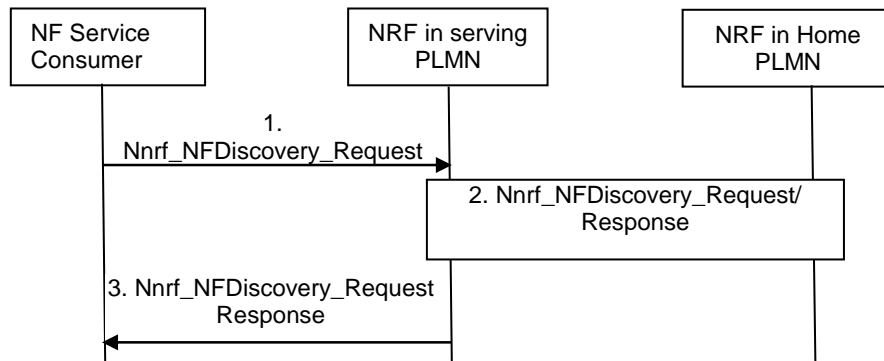 NF Service
Consumer
NRF in serving
PLMN
NRF in Home
PLMN
1.
Nnrf_NFDiscovery_Request
2. Nnrf_NFDiscovery_Request/
Response
3. Nnrf_NFDiscovery_Request
Response